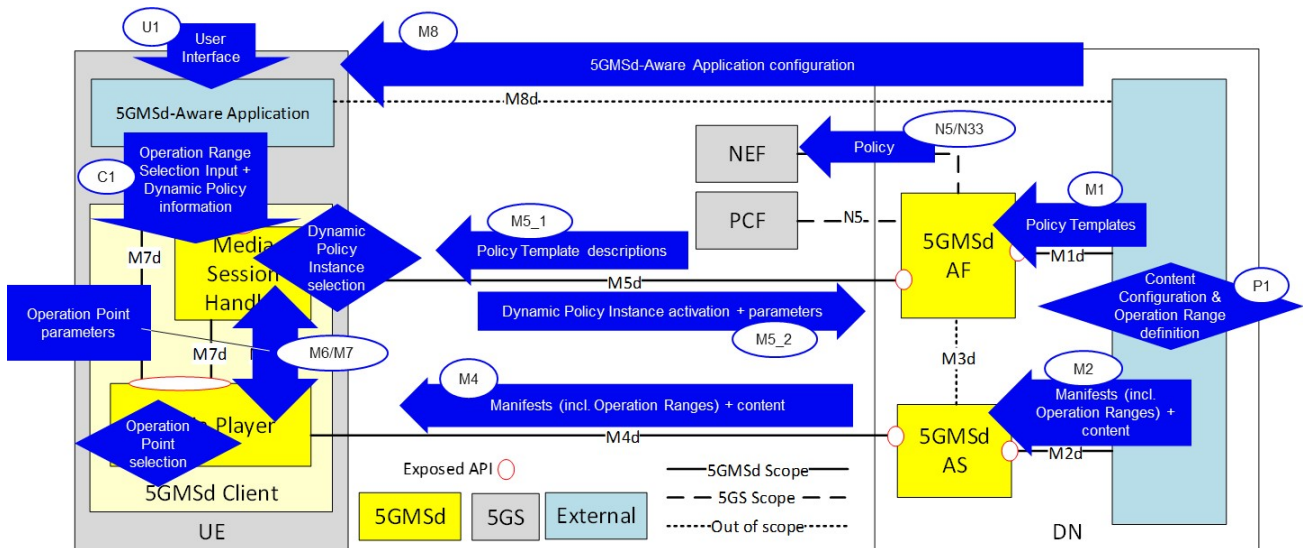 U1
User
Interface
M8
5GMSd-Aware Application configuration
5GMSd-Aware Application
M8d
Operation Range
Selection Input +
Dynamic Policy
information
C1
NEF
Policy
N5/N33
PCF
N5
5GMSd
AF
M1
Policy Templates
M1d
Media
Session
Dynamic
Policy
Instance
selection
M5_1
Policy Template descriptions
M5d
Dynamic Policy Instance activation + parameters
M5_2
M7d
Operation Point
parameters
M7d
M6/M7
P1
Content
Configuration &
Operation Range
definition
M3d
M4
Manifests (incl. Operation Ranges) + content
M4d
M2
Manifests (incl.
Operation Ranges) +
content
M2d
5GMSd
AS
Player
Operation
Point
selection
5GMSd Client
UE
Exposed API
5GMSd
5GS
External
5GMSd Scope
5GS Scope
Out of scope
DN